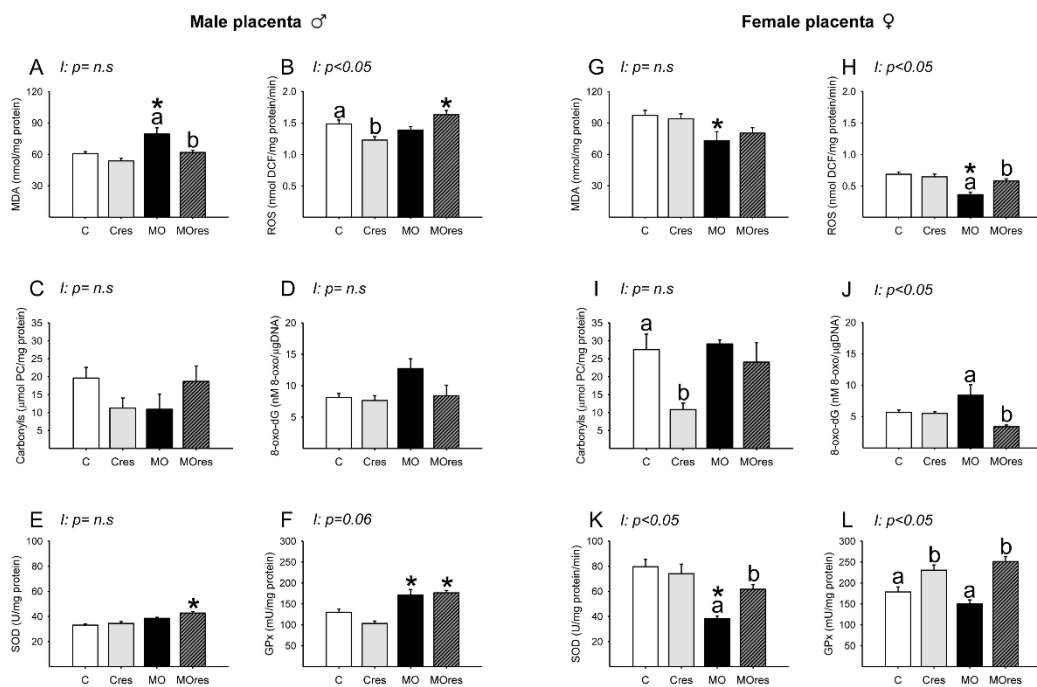 Male placenta ♂
Female placenta ♀
A I: p= n.s
MDA (nmol/mg protein)
120
90
60
30
*
a
b
C Cres MO MOres
B I: p<0.05
ROS (nmol DCF/mg protein/min)
2.0
1.5
1.0
0.5
a
b
*
C Cres MO MOres
G I: p= n.s
MDA (nmol/mg protein)
120
90
60
30
*
C Cres MO MOres
H I: p<0.05
ROS (nmol DCF/mg protein/min)
2.0
1.5
1.0
0.5
*
a
b
C Cres MO MOres
C I: p= n.s
Carbonyls (µmol PC/mg protein)
35
30
25
20
15
10
5
C Cres MO MOres
D I: p= n.s
8-oxo-dG (nM 8-oxo/µgDNA)
20
15
10
5
C Cres MO MOres
I I: p= n.s
Carbonyls (µmol PC/mg protein)
35
30
25
20
15
10
5
a
b
C Cres MO MOres
J I: p<0.05
8-oxo-dG (nM 8-oxo/µgDNA)
20
15
10
5
a
b
C Cres MO MOres
E I: p= n.s
SOD (U/mg protein)
100
80
60
40
20
*
C Cres MO MOres
F I: p=0.06
GPx (mU/mg protein)
300
250
200
150
100
50
*
*
C Cres MO MOres
K I: p<0.05
SOD (U/mg protein/min)
100
80
60
40
20
*
a
b
C Cres MO MOres
L I: p<0.05
GPx (mU/mg protein)
300
250
200
150
100
50
a
b
a
b
C Cres MO MOres